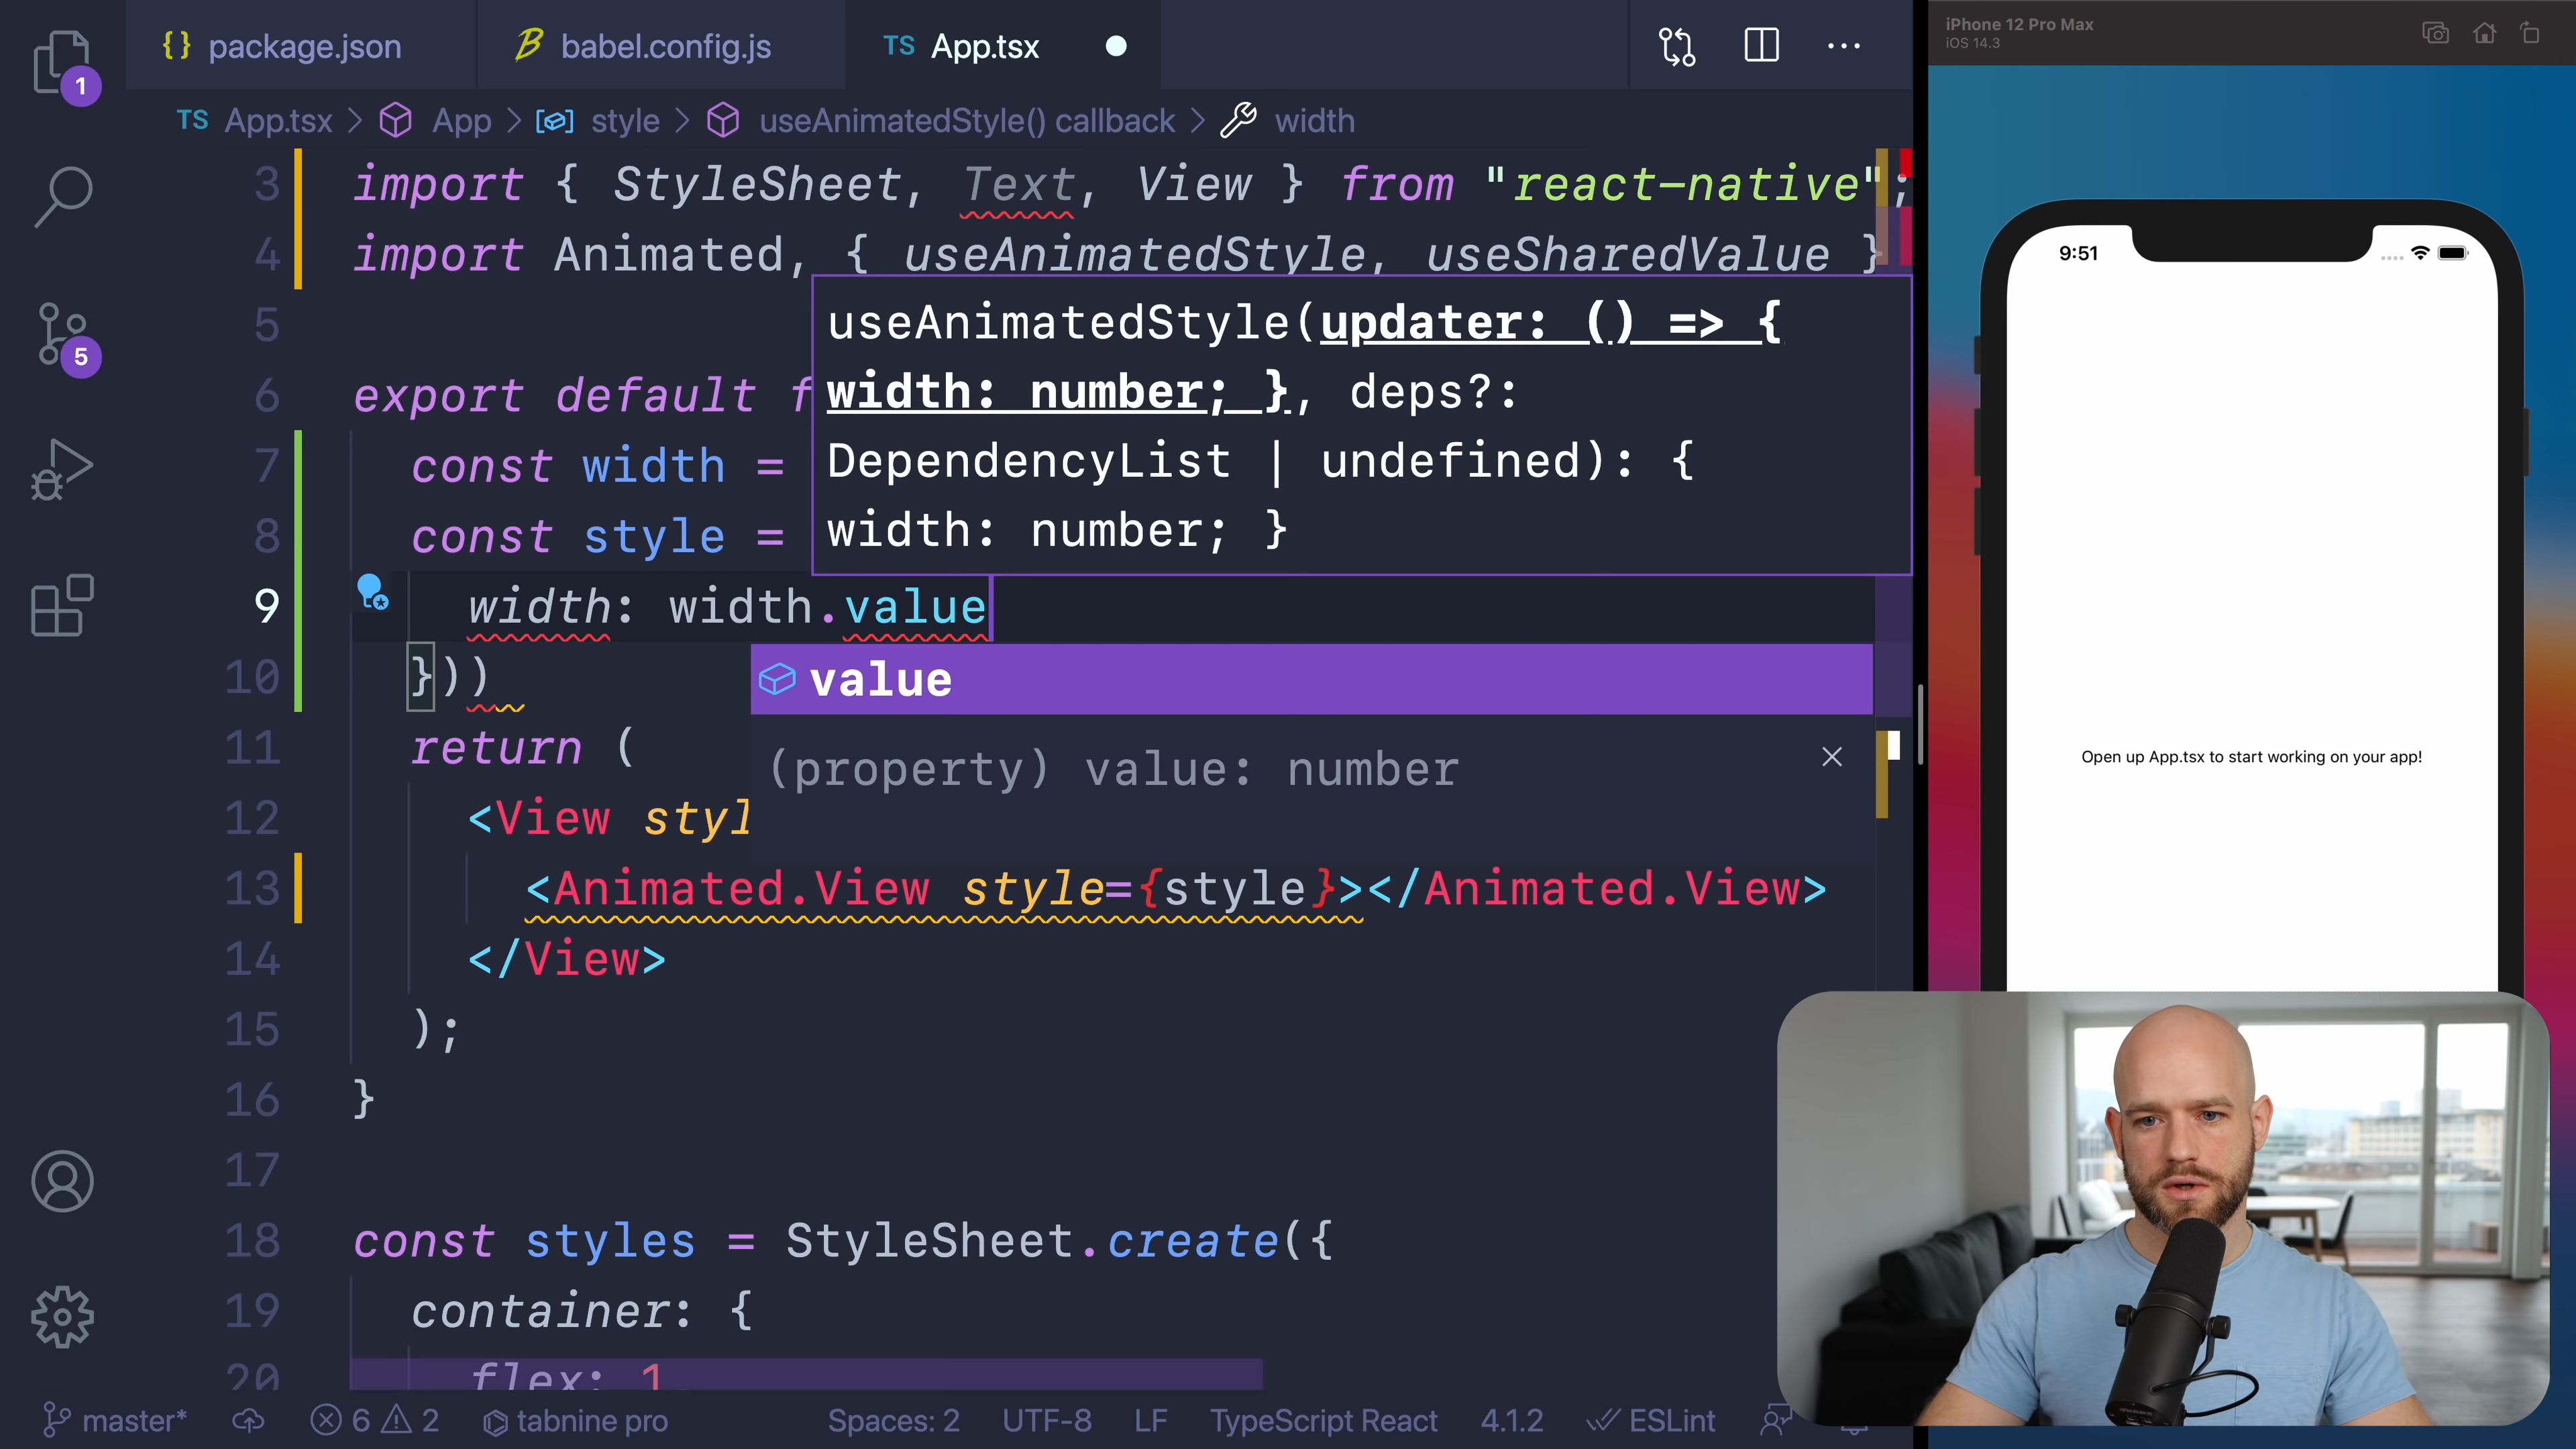 package.json
babel.config.js
TS App.tsx
TS App.tsx > App > style > useAnimatedStyle() callback > width
1
5
3 import { StyleSheet, Text, View } from "react-native";
4 import Animated, { useAnimatedStyle, useSharedValue }
5
6 export default f
7 const width =
8 const style =
useAnimatedStyle(updater: () => {
width: number; }, deps?:
DependencyList | undefined): {
width: number; }
9 width: width.value
10 }))
value
(property) value: number
11 return (
12 <View styl
13 <Animated.View style={style}></Animated.View>
14 </View>
15 );
16 }
17
18 const styles = StyleSheet.create({
19 container: {
20 flex: 1
master* 6 2 tabnine pro Spaces: 2 UTF-8 LF TypeScript React 4.1.2 ESLint
iPhone 12 Pro Max
iOS 14.3
9:51
Open up App.tsx to start working on your app!